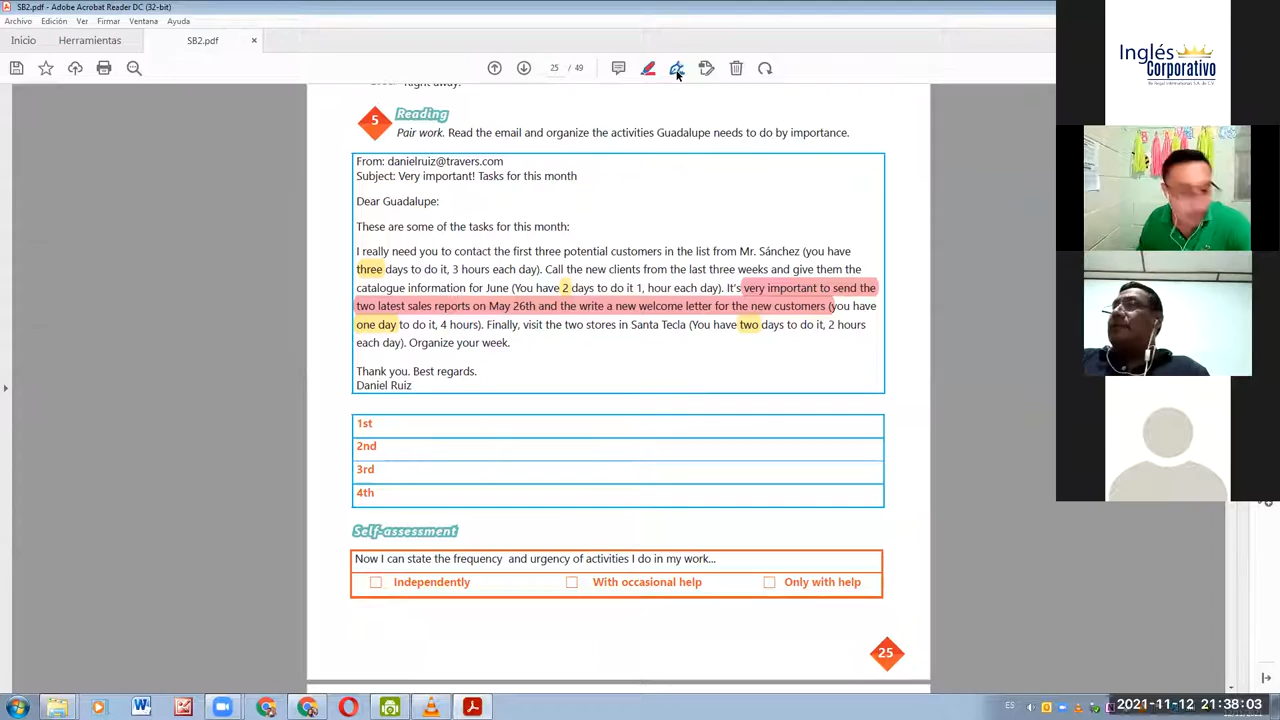 SB2.pdf - Adobe Acrobat Reader DC (32-bit)
Archivo Edición Ver Firmar Ventana Ayuda
Inicio Herramientas SB2.pdf ×
25 / 49
Right away!
5 Reading
Pair work. Read the email and organize the activities Guadalupe needs to do by importance.
From: danielruiz@travers.com
Subject: Very important! Tasks for this month
Dear Guadalupe:
These are some of the tasks for this month:
I really need you to contact the first three potential customers in the list from Mr. Sánchez (you have
three days to do it, 3 hours each day). Call the new clients from the last three weeks and give them the
catalogue information for June (You have 2 days to do it 1, hour each day). It's very important to send the
two latest sales reports on May 26th and the write a new welcome letter for the new customers (you have
one day to do it, 4 hours). Finally, visit the two stores in Santa Tecla (You have two days to do it, 2 hours
each day). Organize your week.
Thank you. Best regards.
Daniel Ruiz
1st
2nd
3rd
4th
Self-assessment
Now I can state the frequency and urgency of activities I do in my work...
Independently With occasional help Only with help
25
Inglés
Corporativo
ES
2021-11-12 21:38:03